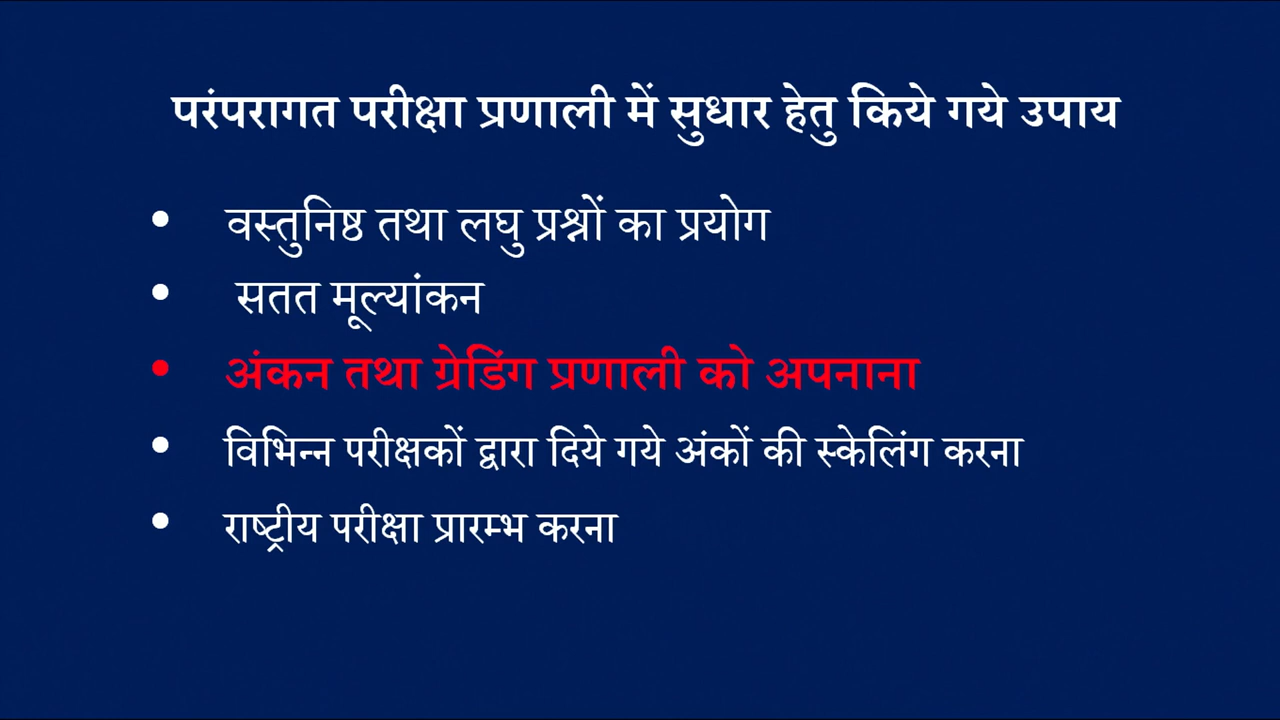 परंपरागत परीक्षा प्रणाली में सुधार हेतु किये गये उपाय
• वस्तुनिष्ठ तथा लघु प्रश्नों का प्रयोग
• सतत मूल्यांकन
• अंकन तथा ग्रेडिंग प्रणाली को अपनाना
• विभिन्न परीक्षकों द्वारा दिये गये अंकों की स्केलिंग करना
• राष्ट्रीय परीक्षा प्रारम्भ करना